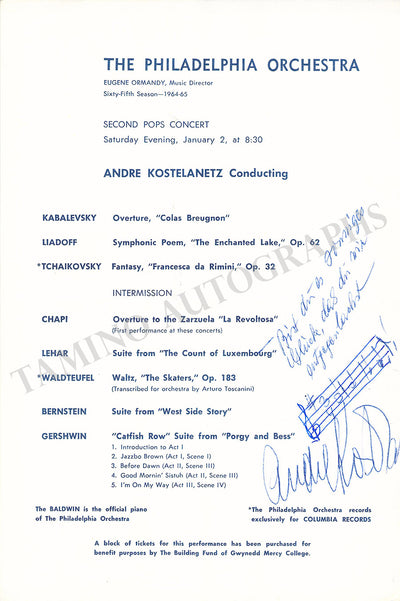 THE PHILADELPHIA ORCHESTRA
EUGENE ORMANDY, Music Director
Sixty-Fifth Season—1964-65
SECOND POPS CONCERT
Saturday Evening, January 2, at 8:30
ANDRE KOSTELANETZ Conducting
KABALEVSKY Overture, "Colas Breugnon"
LIADOFF Symphonic Poem, "The Enchanted Lake," Op. 62
*TCHAIKOVSKY Fantasy, "Francesca da Rimini," Op. 32
INTERMISSION
CHAPI Overture to the Zarzuela "La Revoltosa"
(First performance at these concerts)
LEHAR Suite from "The Count of Luxembourg"
*WALDTEUFEL Waltz, "The Skaters," Op. 183
(Transcribed for orchestra by Arturo Toscanini)
BERNSTEIN Suite from "West Side Story"
GERSHWIN "Catfish Row" Suite from "Porgy and Bess"
1. Introduction to Act I
2. Jazzbo Brown (Act I, Scene I)
3. Before Dawn (Act II, Scene III)
4. Good Mornin' Sistuh (Act II, Scene III)
5. I'm On My Way (Act III, Scene IV)
Bist du es
Glück, das du mir
The BALDWIN is the official piano
of The Philadelphia Orchestra
*The Philadelphia Orchestra records
exclusively for COLUMBIA RECORDS
A block of tickets for this performance has been purchased for
benefit purposes by The Building Fund of Gwynedd Mercy College.
TAMINO AUTOGRAPHS